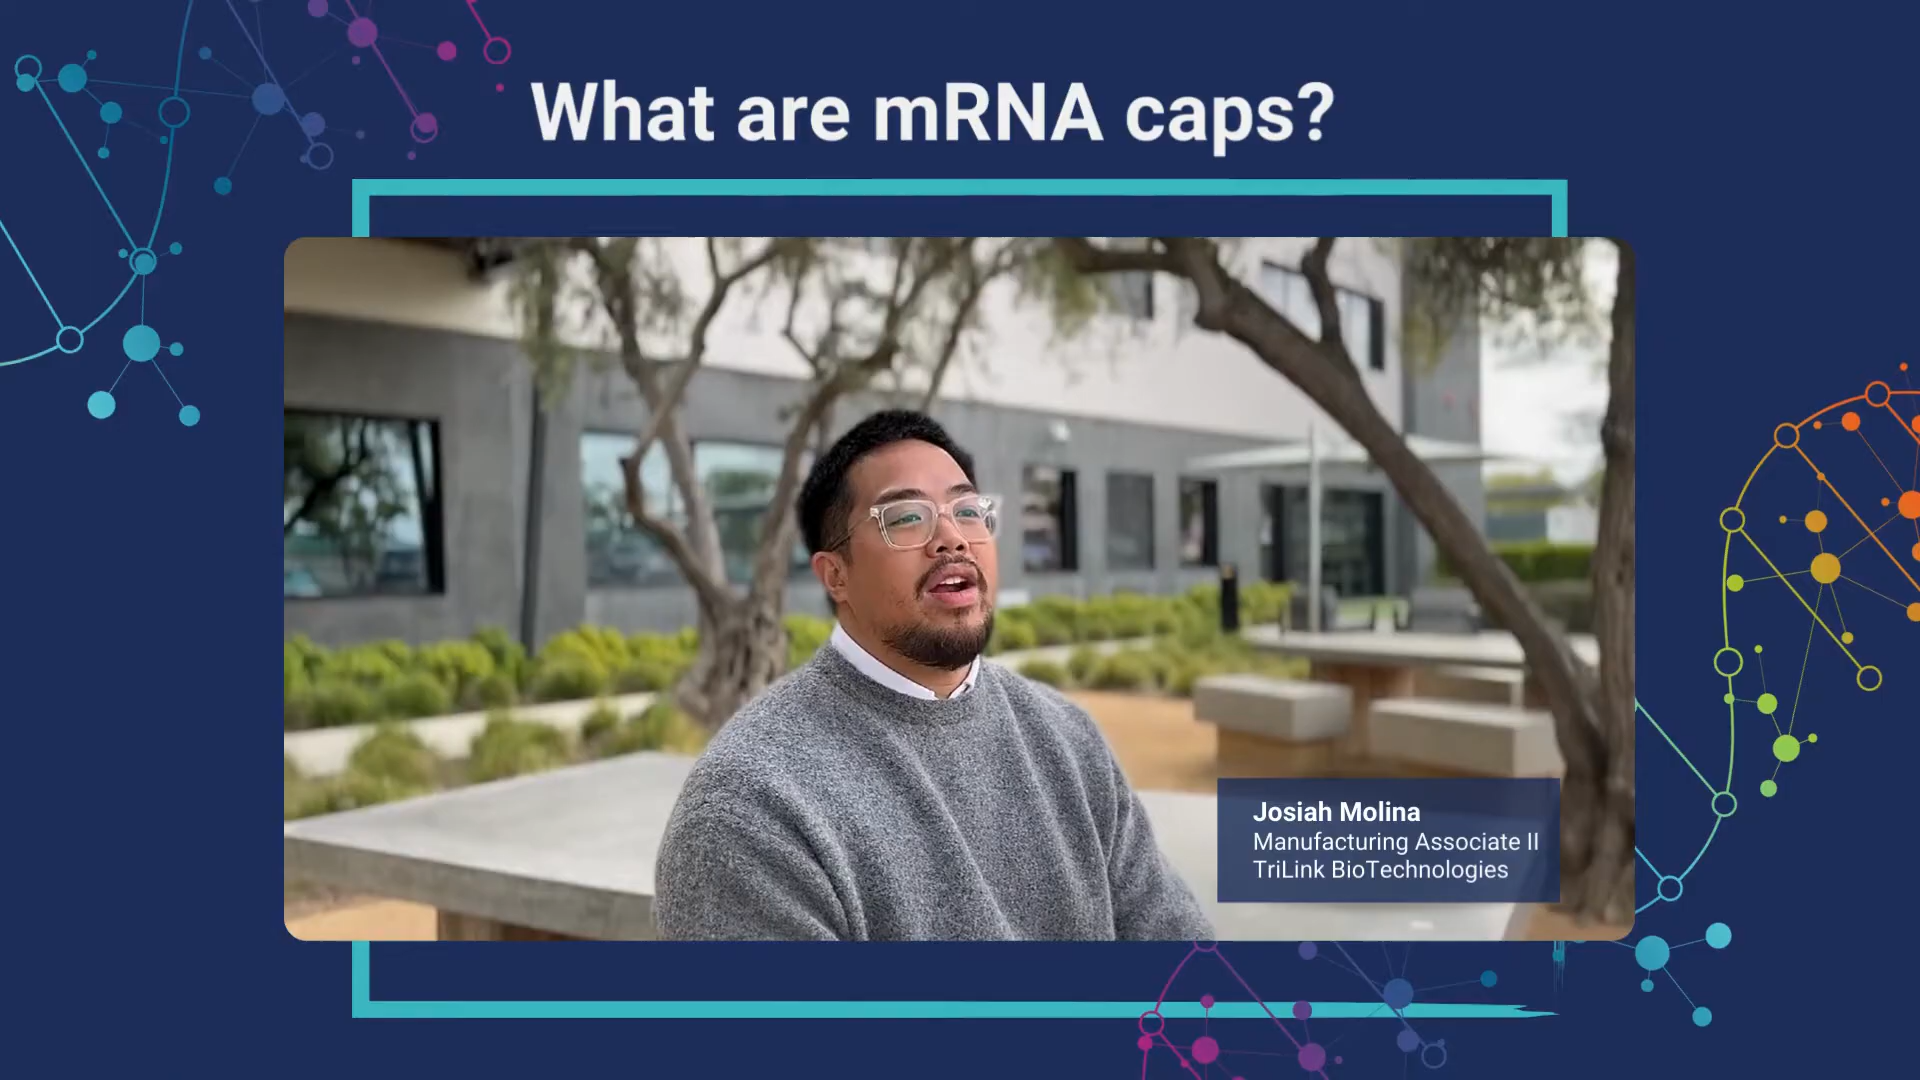 What are mRNA caps?
Josiah Molina
Manufacturing Associate II
TriLink BioTechnologies